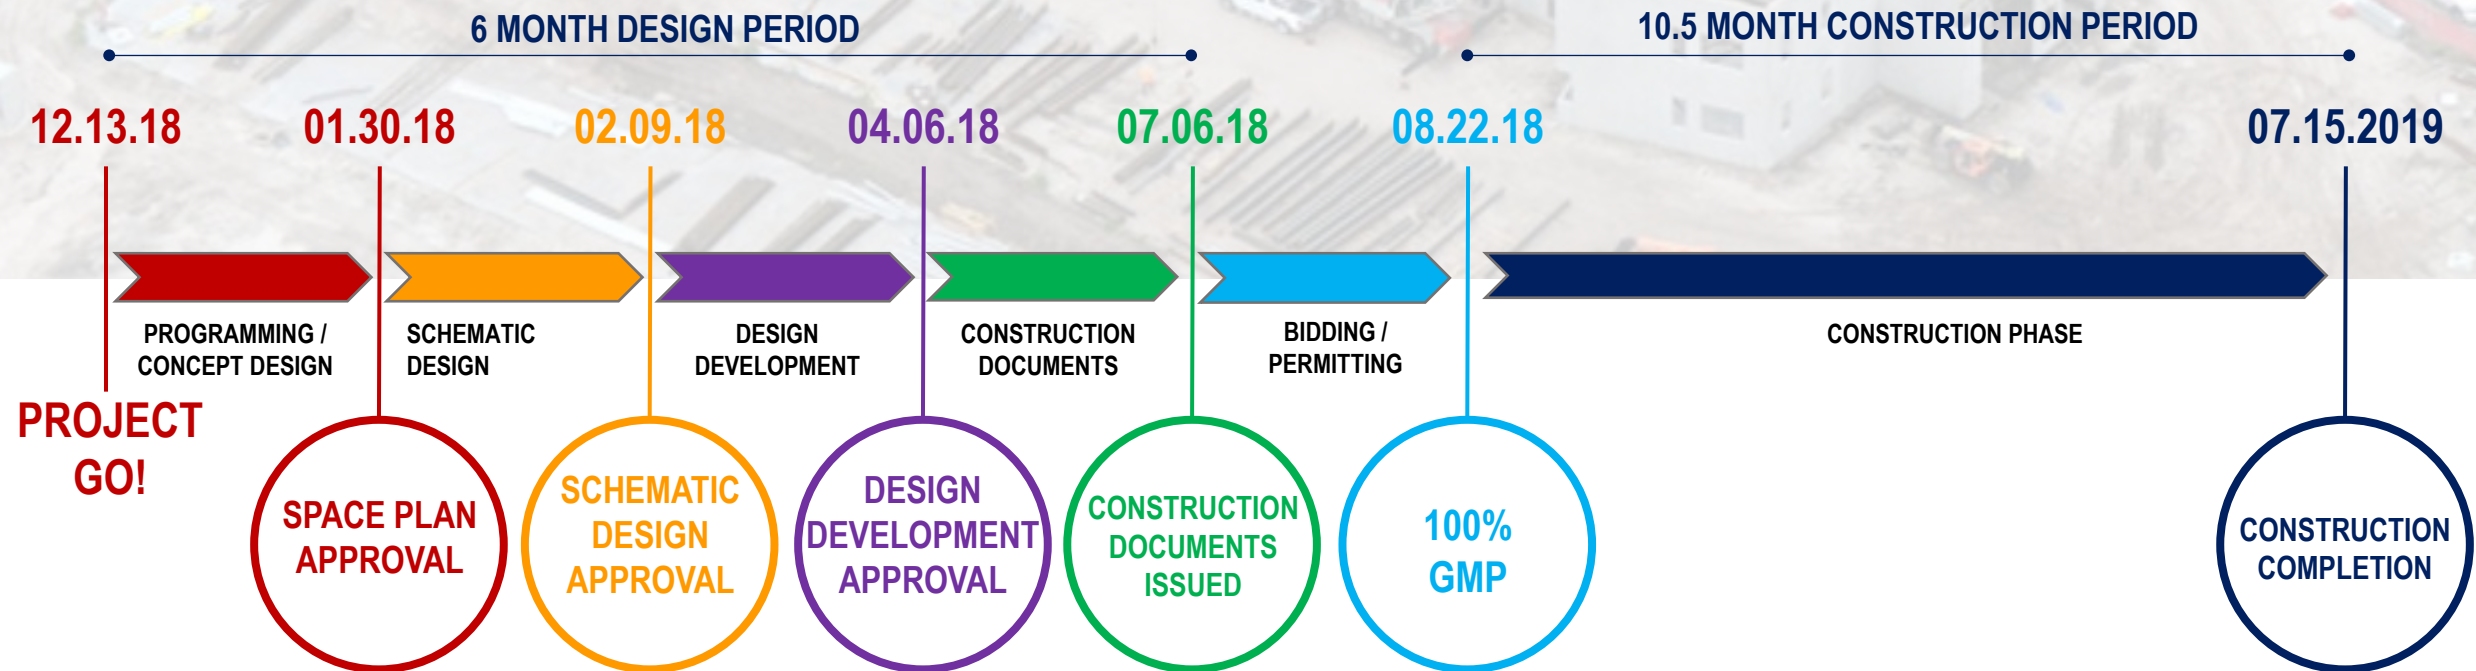 6 MONTH DESIGN PERIOD
10.5 MONTH CONSTRUCTION PERIOD
12.13.18
01.30.18
02.09.18
04.06.18
07.06.18
08.22.18
07.15.2019
PROGRAMMING /
CONCEPT DESIGN
SCHEMATIC
DESIGN
DESIGN
DEVELOPMENT
CONSTRUCTION
DOCUMENTS
BIDDING /
PERMITTING
CONSTRUCTION PHASE
PROJECT
GO!
SPACE PLAN
APPROVAL
SCHEMATIC
DESIGN
APPROVAL
DESIGN
DEVELOPMENT
APPROVAL
CONSTRUCTION
DOCUMENTS
ISSUED
100%
GMP
CONSTRUCTION
COMPLETION